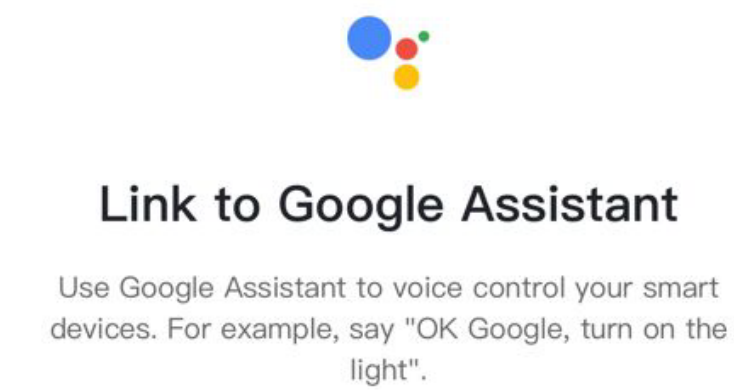 Link to Google Assistant
Use Google Assistant to voice control your smart
devices. For example, say "OK Google, turn on the
light".